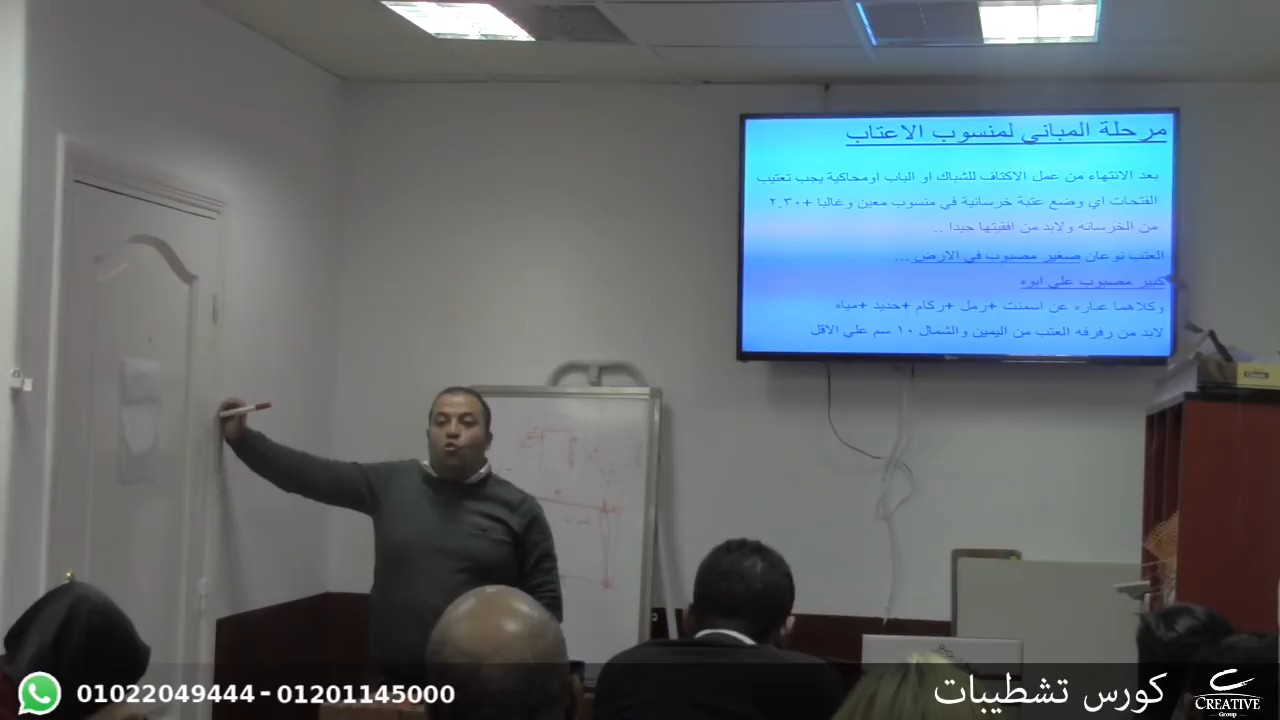 مرحلة المباني لمنسوب الاعتاب
بعد الانتهاء من عمل الاكتاف للشباك او الباب اومحاكية يجب تعتيب
الفتحات اي وضع عتبة خرسانية في منسوب معين وغالبا +٢.٣٠
من الخرسانه ولابد من افقيتها جيدا ..
العتب نوعان صغير مصبوب في الارض ...
كبير مصبوب علي ابوه
وكلاهما عباره عن اسمنت +رمل +ركام +حديد +مياه
لابد من رفرفه العتب من اليمين والشمال ١٠ سم علي الاقل
01022049444 - 01201145000
كورس تشطيبات
CREATIVE
Group